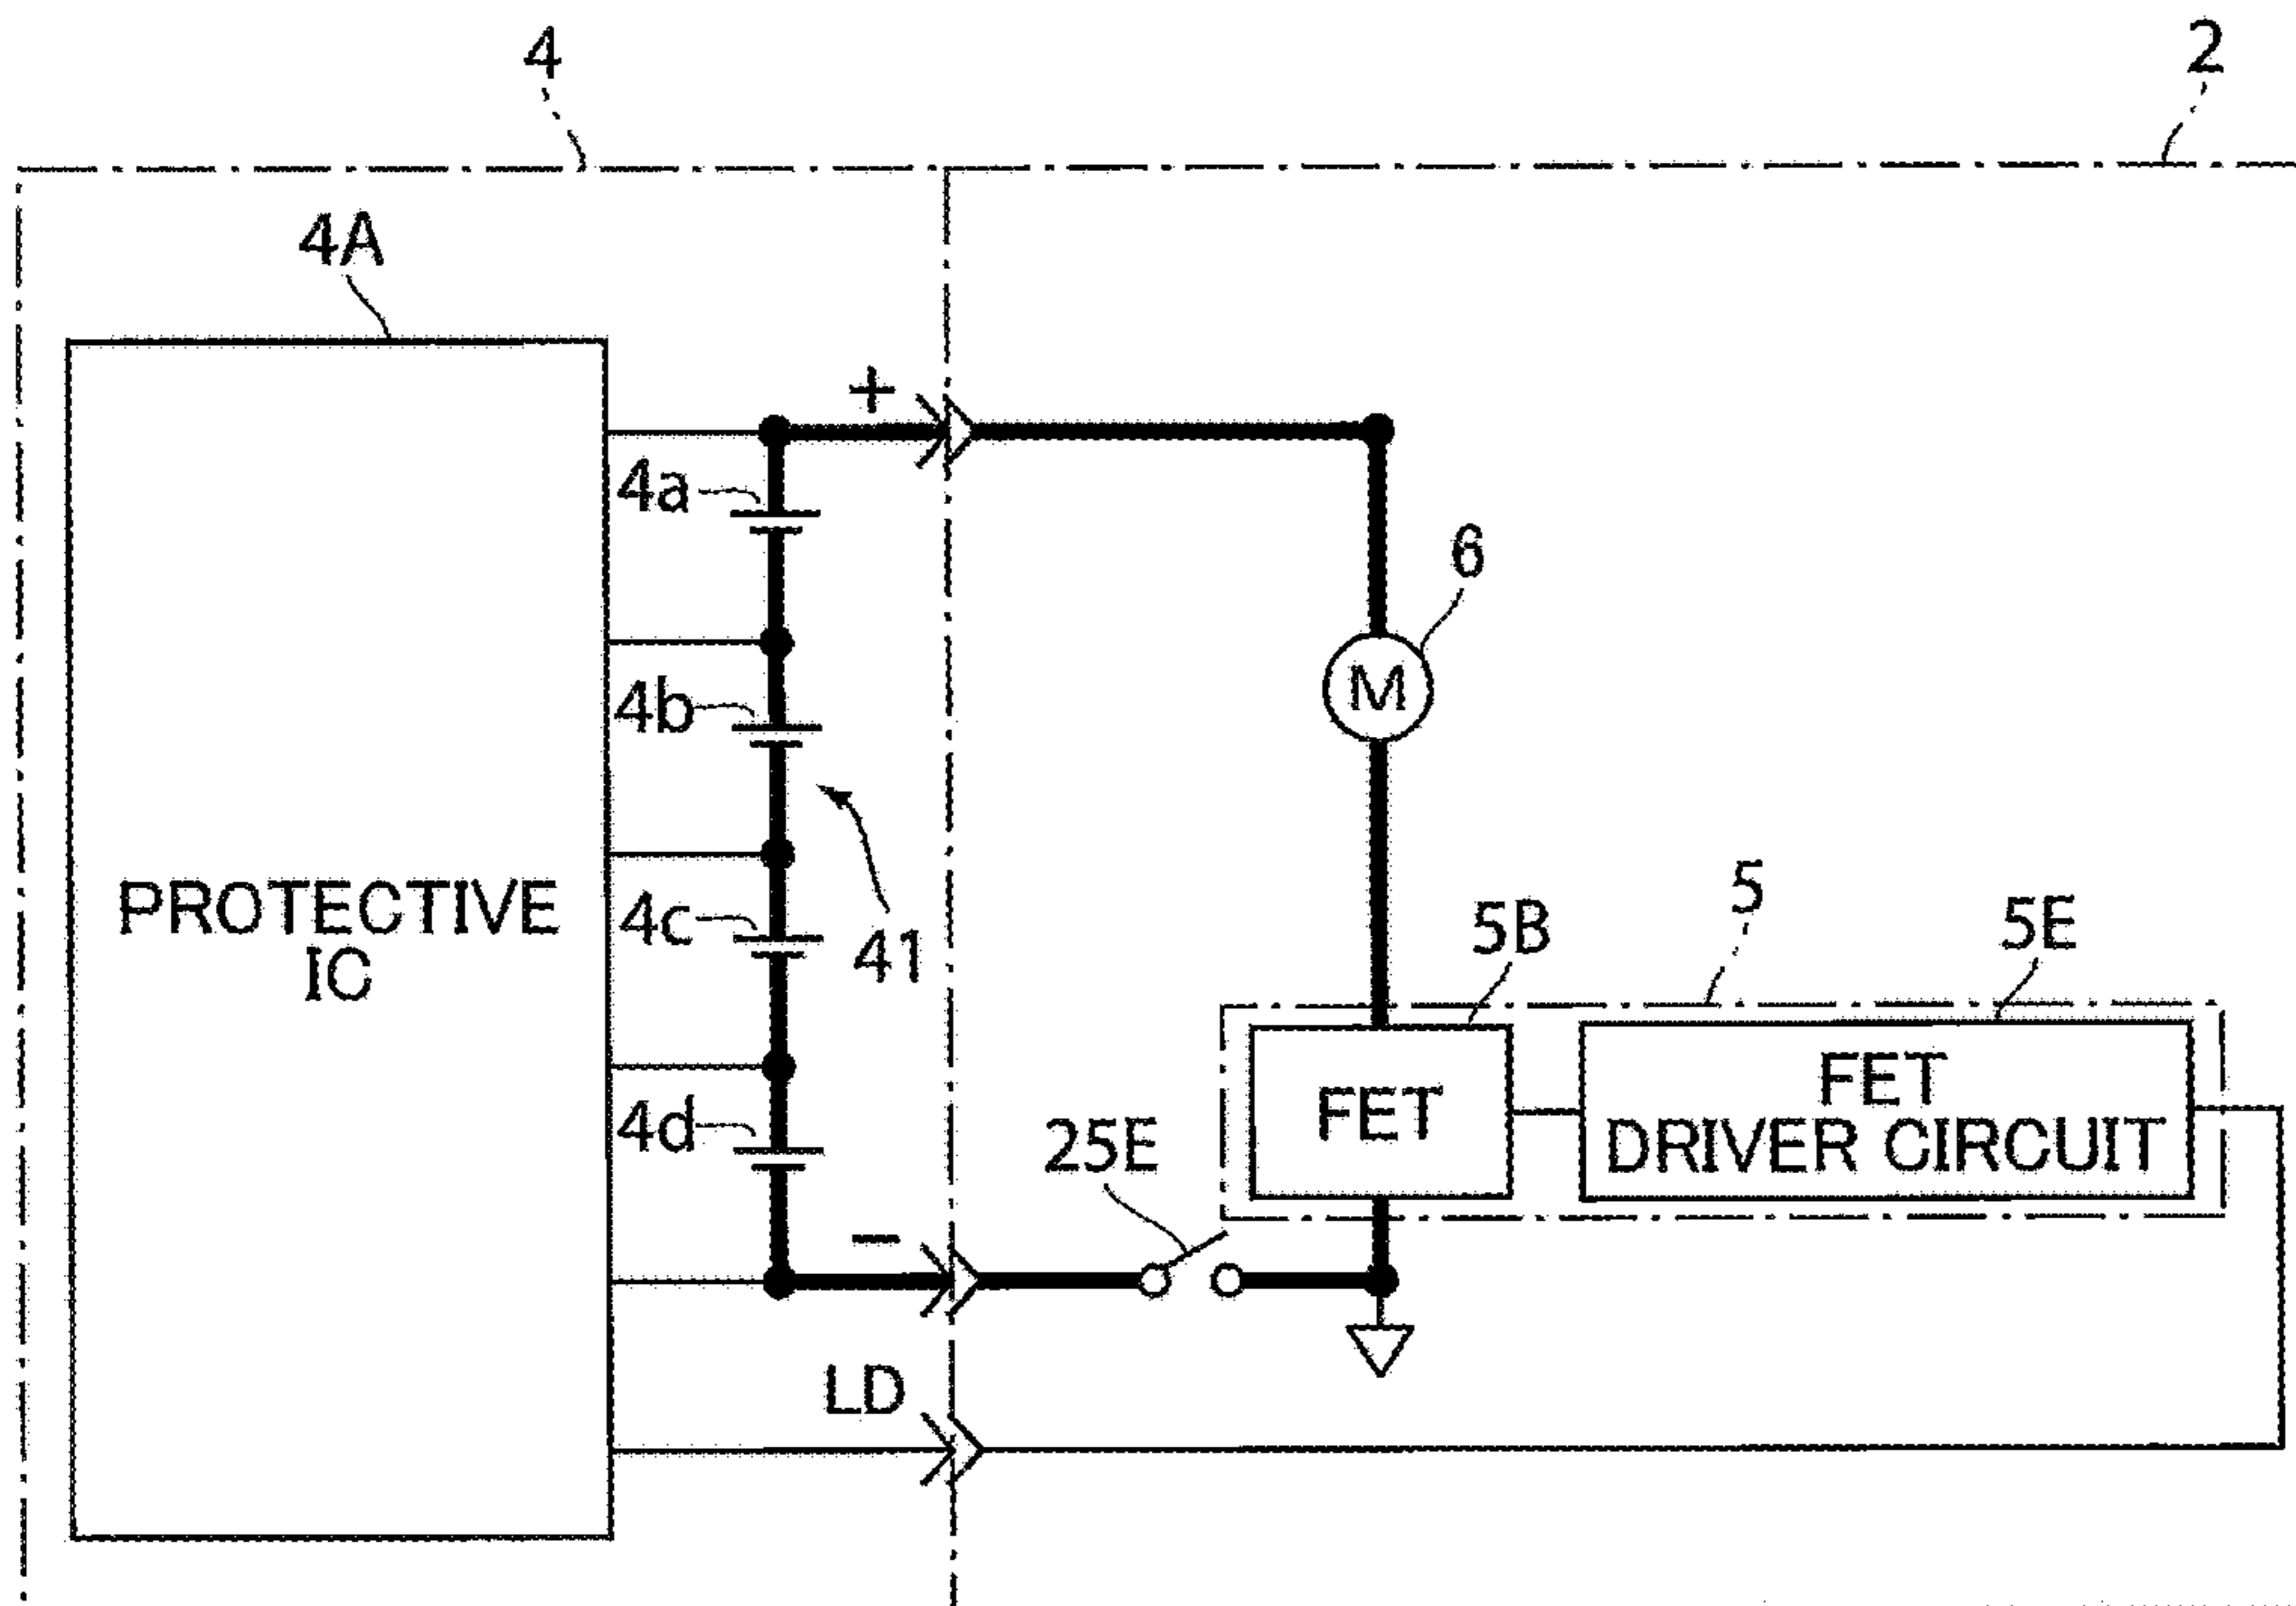 4
2
4A
+
4a
6
4b
M
PROTECTIVE
IC
4c
41
5
5B
5E
4d
25E
FET
FET
DRIVER CIRCUIT
−
LD